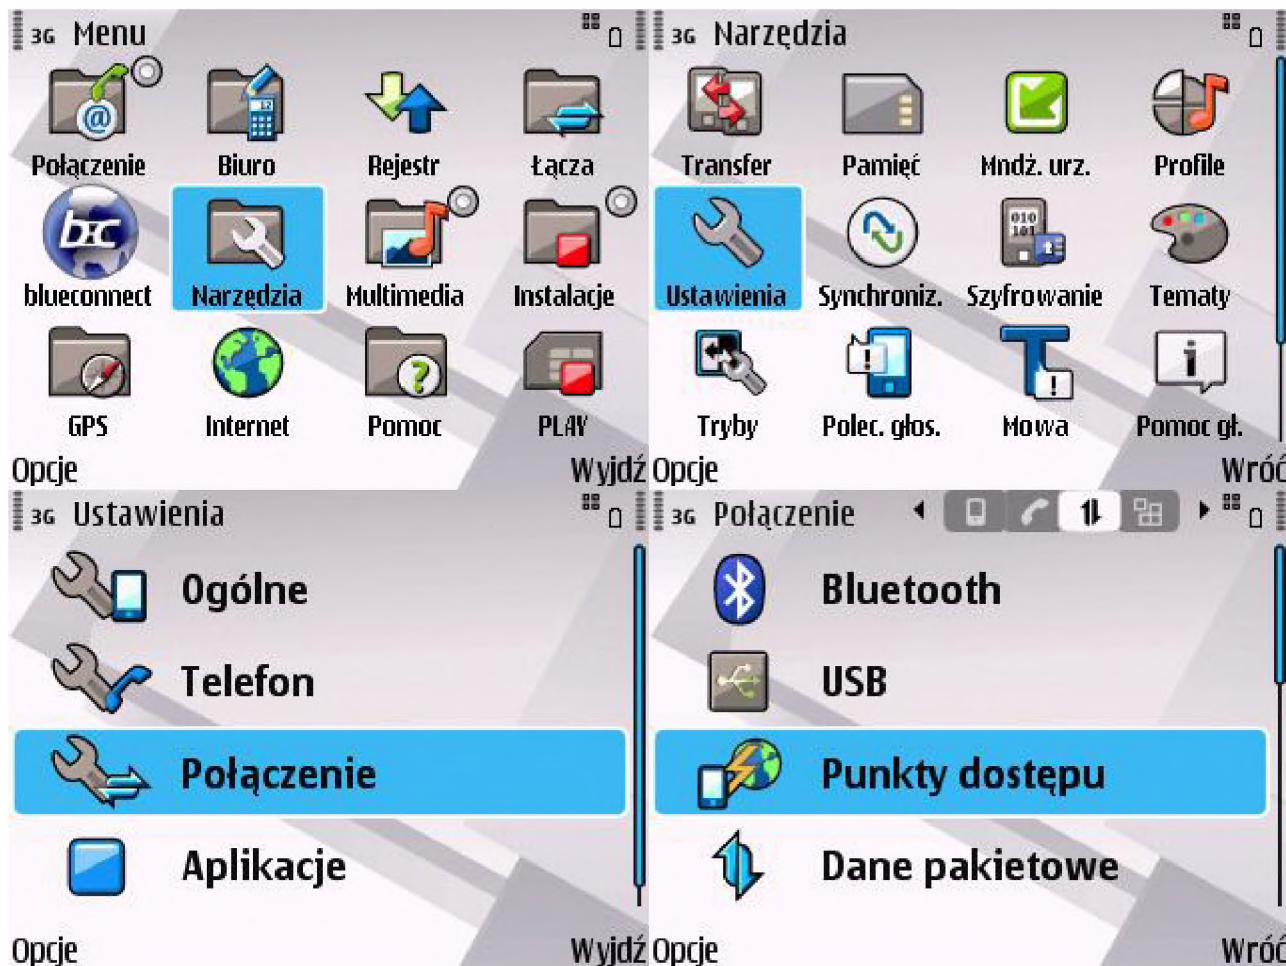 3G Menu
Połączenie Biuro Rejestr Łącza
blueconnect Narzędzia Multimedia Instalacje
GPS Internet Pomoc PLAY
Opcje Wyjdź
3G Narzędzia
Transfer Pamięć Mndż. urz. Profile
Ustawienia Synchroniz. Szyfrowanie Tematy
Tryby Polec. głos. Mowa Pomoc gł.
Opcje Wróć
3G Ustawienia
Ogólne
Telefon
Połączenie
Aplikacje
Opcje Wyjdź
3G Połączenie
Bluetooth
USB
Punkty dostępu
Dane pakietowe
Opcje Wróć